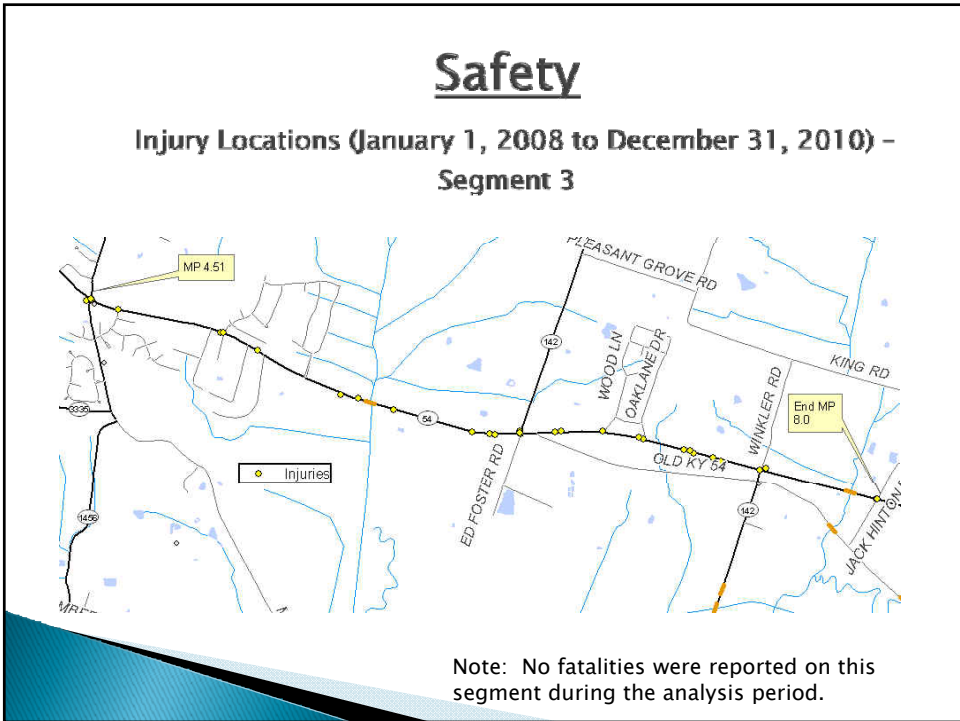 Safety
Injury Locations (January 1, 2008 to December 31, 2010) –
Segment 3
MP 4.51
PLEASANT GROVE RD
142
WOOD LN
OAKLANE DR
KING RD
WINKLER RD
End MP
8.0
3335
54
OLD KY 54
Injuries
ED FOSTER RD
1456
142
JACK HINTON
Note: No fatalities were reported on this
segment during the analysis period.